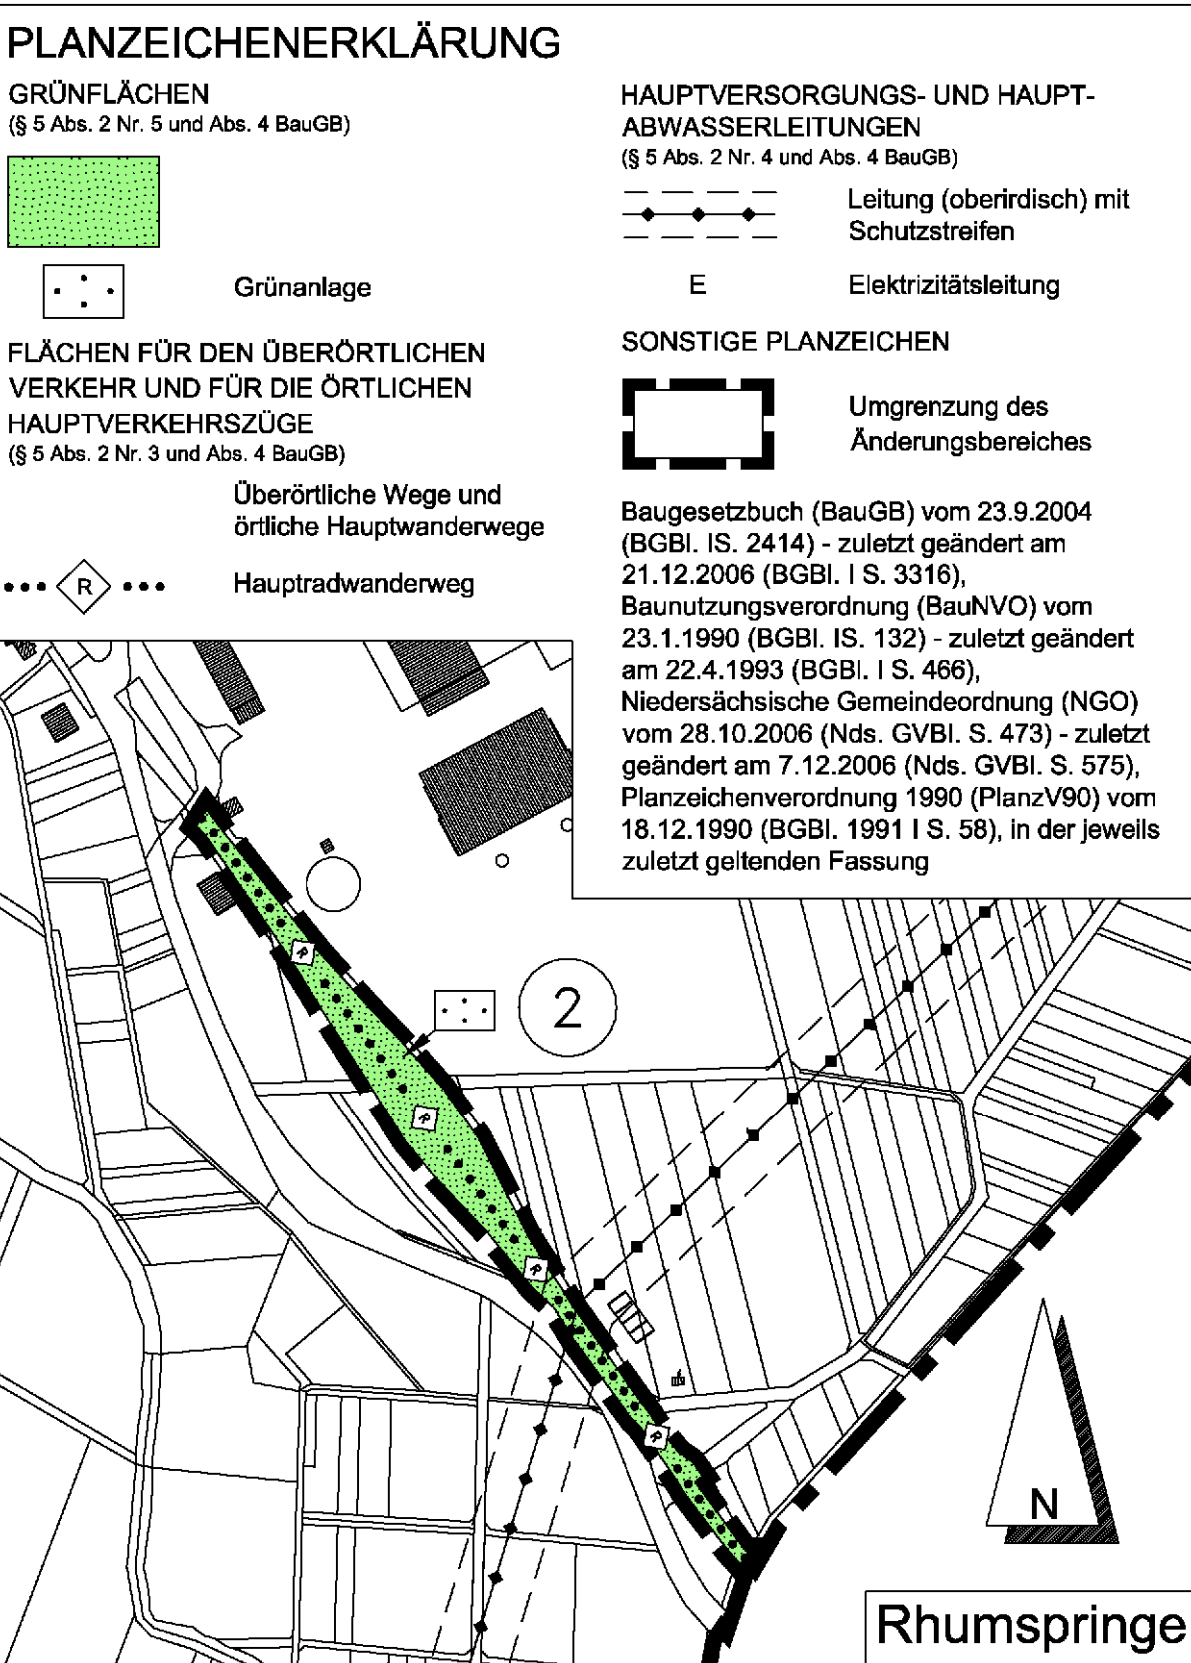 PLANZEICHENERKLÄRUNG
GRÜNFLÄCHEN
(§ 5 Abs. 2 Nr. 5 und Abs. 4 BauGB)
Grünanlage
FLÄCHEN FÜR DEN ÜBERÖRTLICHEN
VERKEHR UND FÜR DIE ÖRTLICHEN
HAUPTVERKEHRSZÜGE
(§ 5 Abs. 2 Nr. 3 und Abs. 4 BauGB)
Überörtliche Wege und
örtliche Hauptwanderwege
R
Hauptradwanderweg
HAUPTVERSORGUNGS- UND HAUPT-
ABWASSERLEITUNGEN
(§ 5 Abs. 2 Nr. 4 und Abs. 4 BauGB)
Leitung (oberirdisch) mit
Schutzstreifen
E Elektrizitätsleitung
SONSTIGE PLANZEICHEN
Umgrenzung des
Änderungsbereiches
Baugesetzbuch (BauGB) vom 23.9.2004
(BGBl. IS. 2414) - zuletzt geändert am
21.12.2006 (BGBl. I S. 3316),
Baunutzungsverordnung (BauNVO) vom
23.1.1990 (BGBl. IS. 132) - zuletzt geändert
am 22.4.1993 (BGBl. I S. 466),
Niedersächsische Gemeindeordnung (NGO)
vom 28.10.2006 (Nds. GVBl. S. 473) - zuletzt
geändert am 7.12.2006 (Nds. GVBl. S. 575),
Planzeichenverordnung 1990 (PlanzV90) vom
18.12.1990 (BGBl. 1991 I S. 58), in der jeweils
zuletzt geltenden Fassung
R
2
R
R
R
N
Rhumspringe